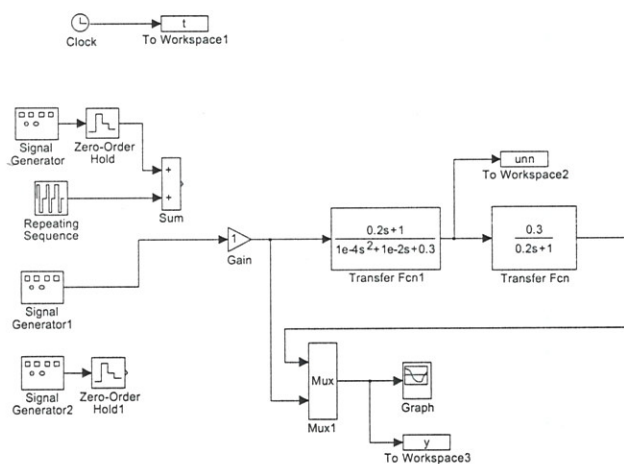 t
Clock
To Workspace1
Signal
Generator
Zero-Order
Hold
+
+
Sum
Repeating
Sequence
unn
To Workspace2
1
Gain
0.2s+1
1e-4s²+1e-2s+0.3
Transfer Fcn1
0.3
0.2s+1
Transfer Fcn
Signal
Generator1
Signal
Generator2
Zero-Order
Hold1
Mux
Mux1
Graph
y
To Workspace3